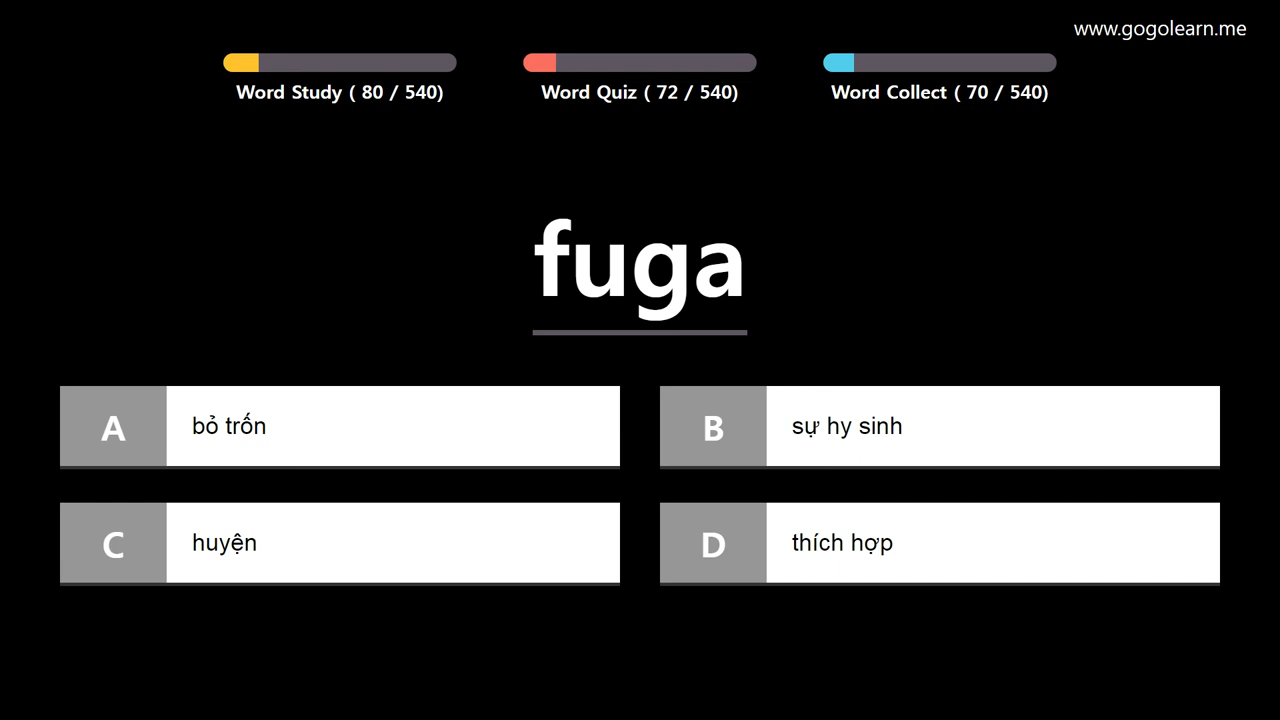 www.gogolearn.me
Word Study ( 80 / 540)
Word Quiz ( 72 / 540)
Word Collect ( 70 / 540)
fuga
A bỏ trốn
B sự hy sinh
C huyện
D thích hợp